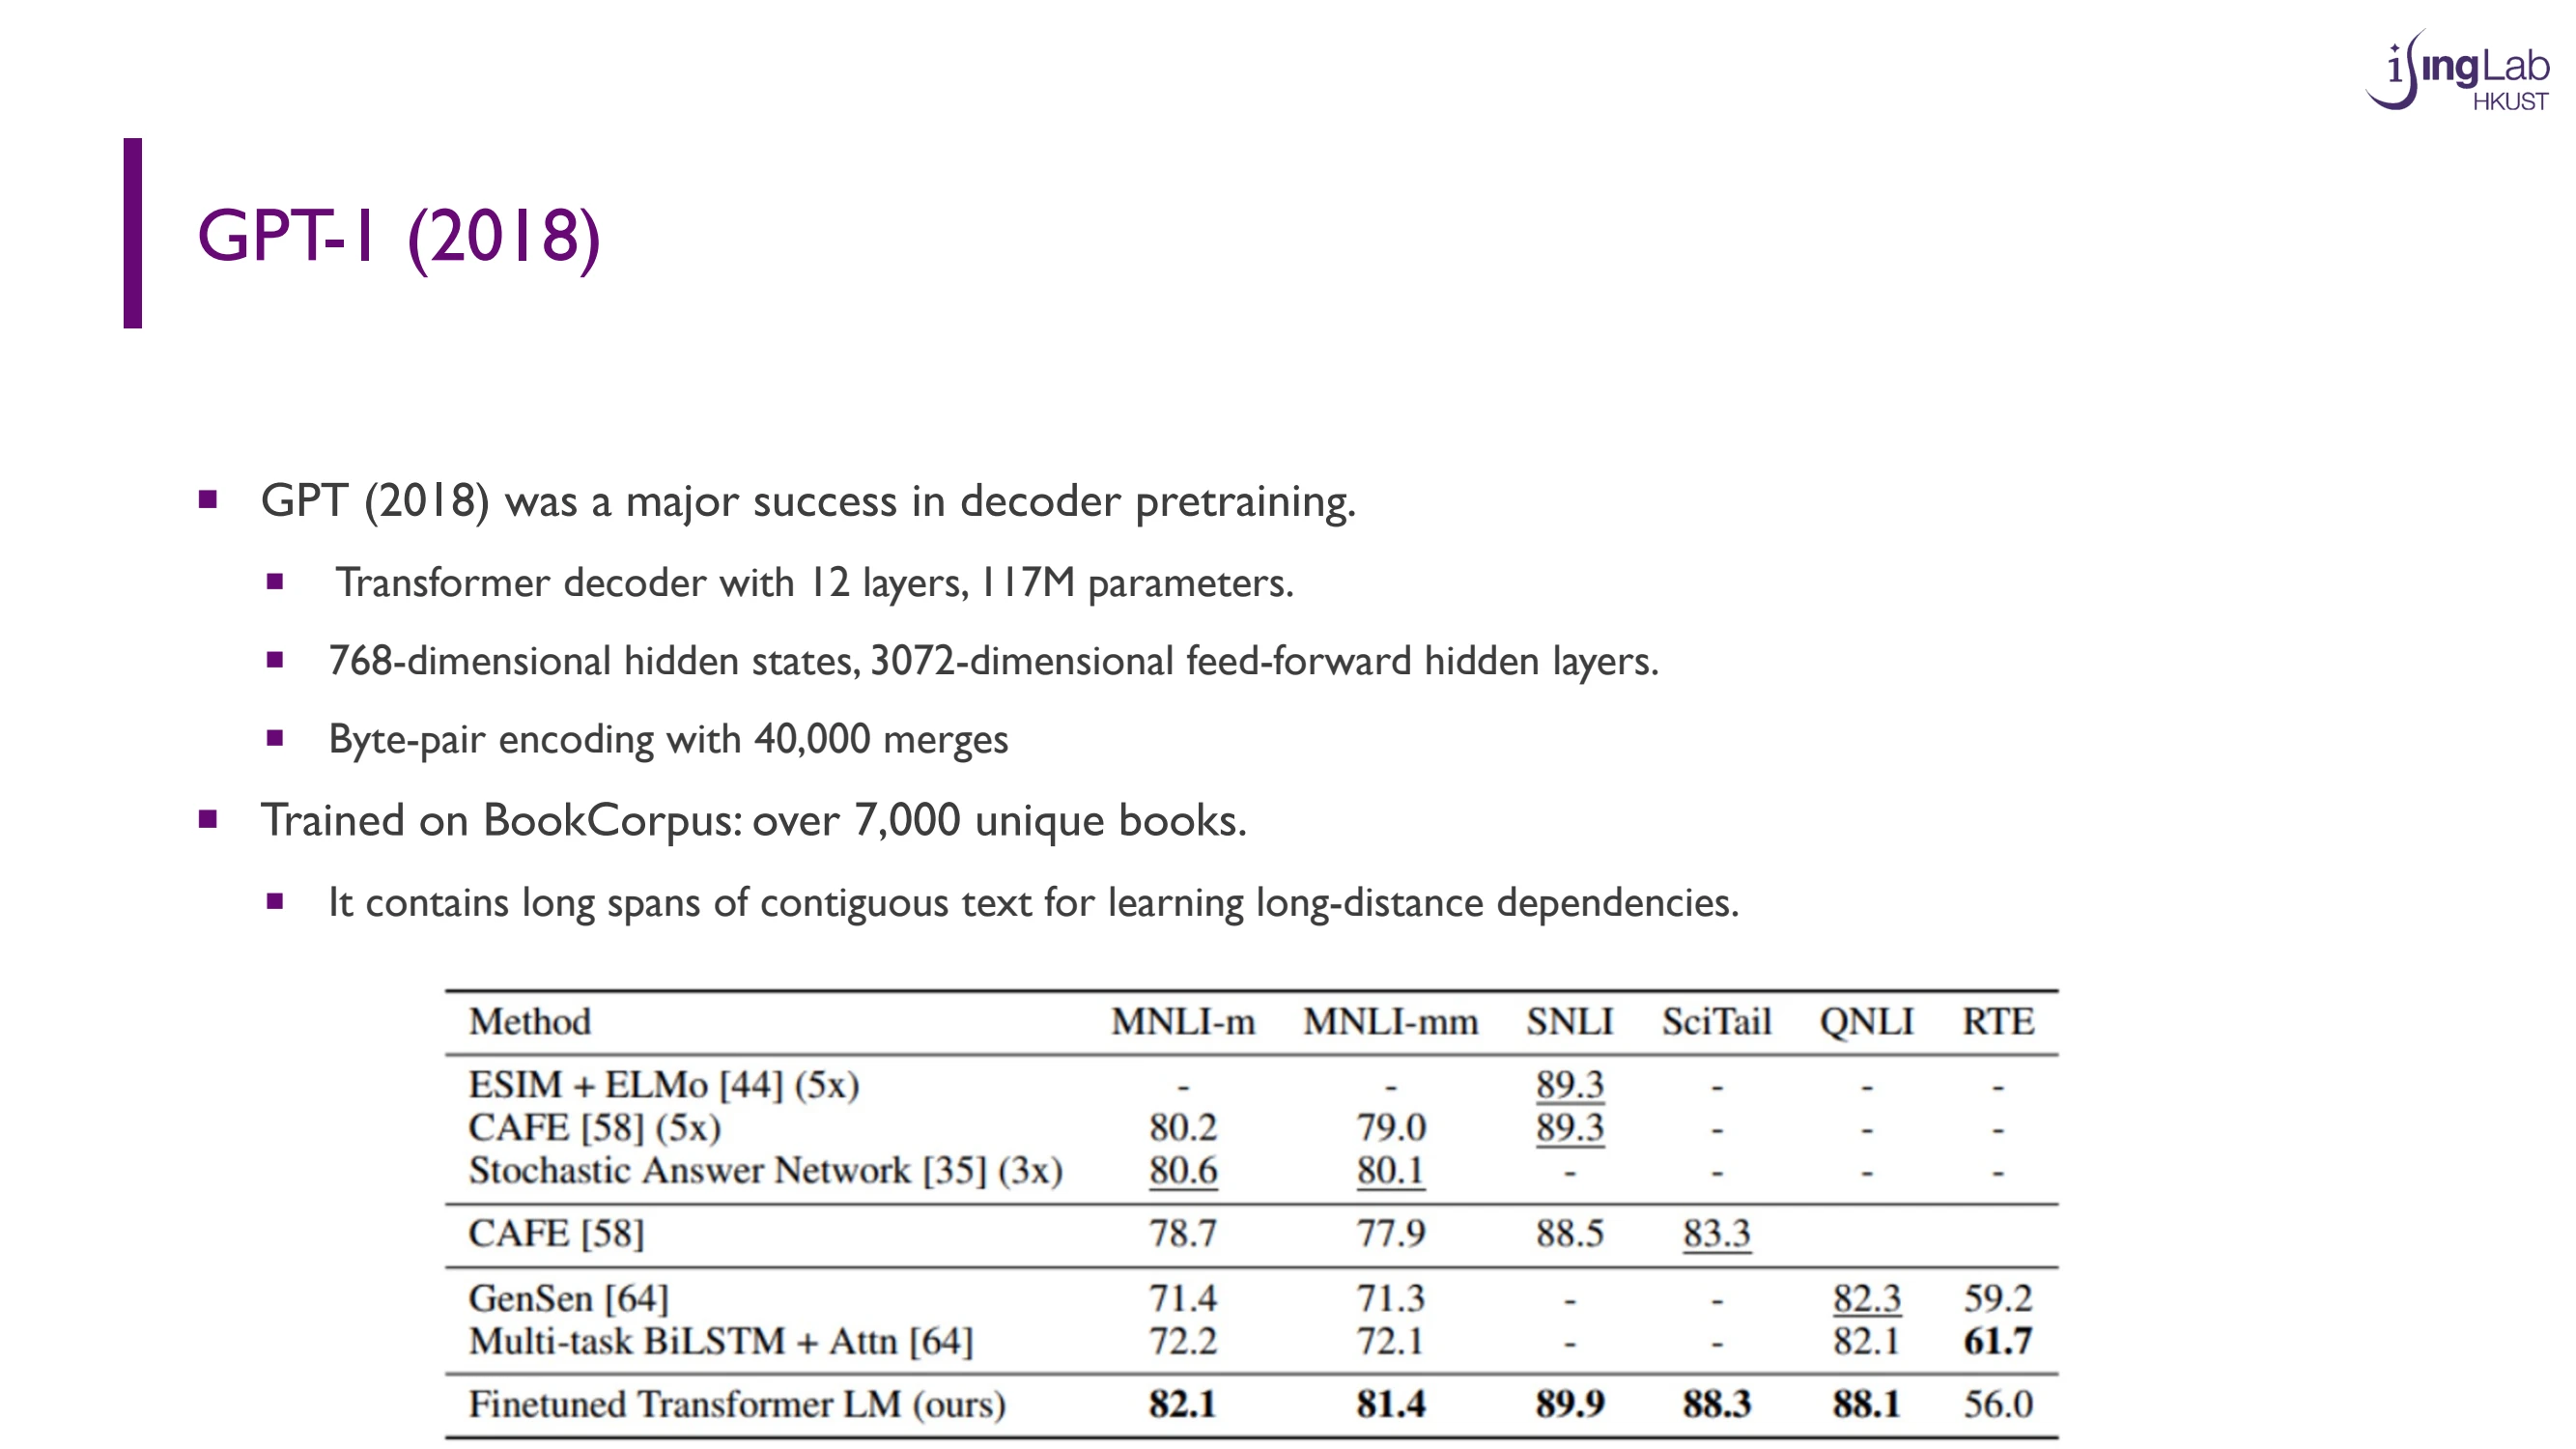 iSingLab
HKUST
GPT-1 (2018)
GPT (2018) was a major success in decoder pretraining.
Transformer decoder with 12 layers, 117M parameters.
768-dimensional hidden states, 3072-dimensional feed-forward hidden layers.
Byte-pair encoding with 40,000 merges
Trained on BookCorpus: over 7,000 unique books.
It contains long spans of contiguous text for learning long-distance dependencies.
Method MNLI-m MNLI-mm SNLI SciTail QNLI RTE
ESIM + ELMo [44] (5x) - - 89.3 - - -
CAFE [58] (5x) 80.2 79.0 89.3 - - -
Stochastic Answer Network [35] (3x) 80.6 80.1 - - - -
CAFE [58] 78.7 77.9 88.5 83.3
GenSen [64] 71.4 71.3 - - 82.3 59.2
Multi-task BiLSTM + Attn [64] 72.2 72.1 - - 82.1 61.7
Finetuned Transformer LM (ours) 82.1 81.4 89.9 88.3 88.1 56.0